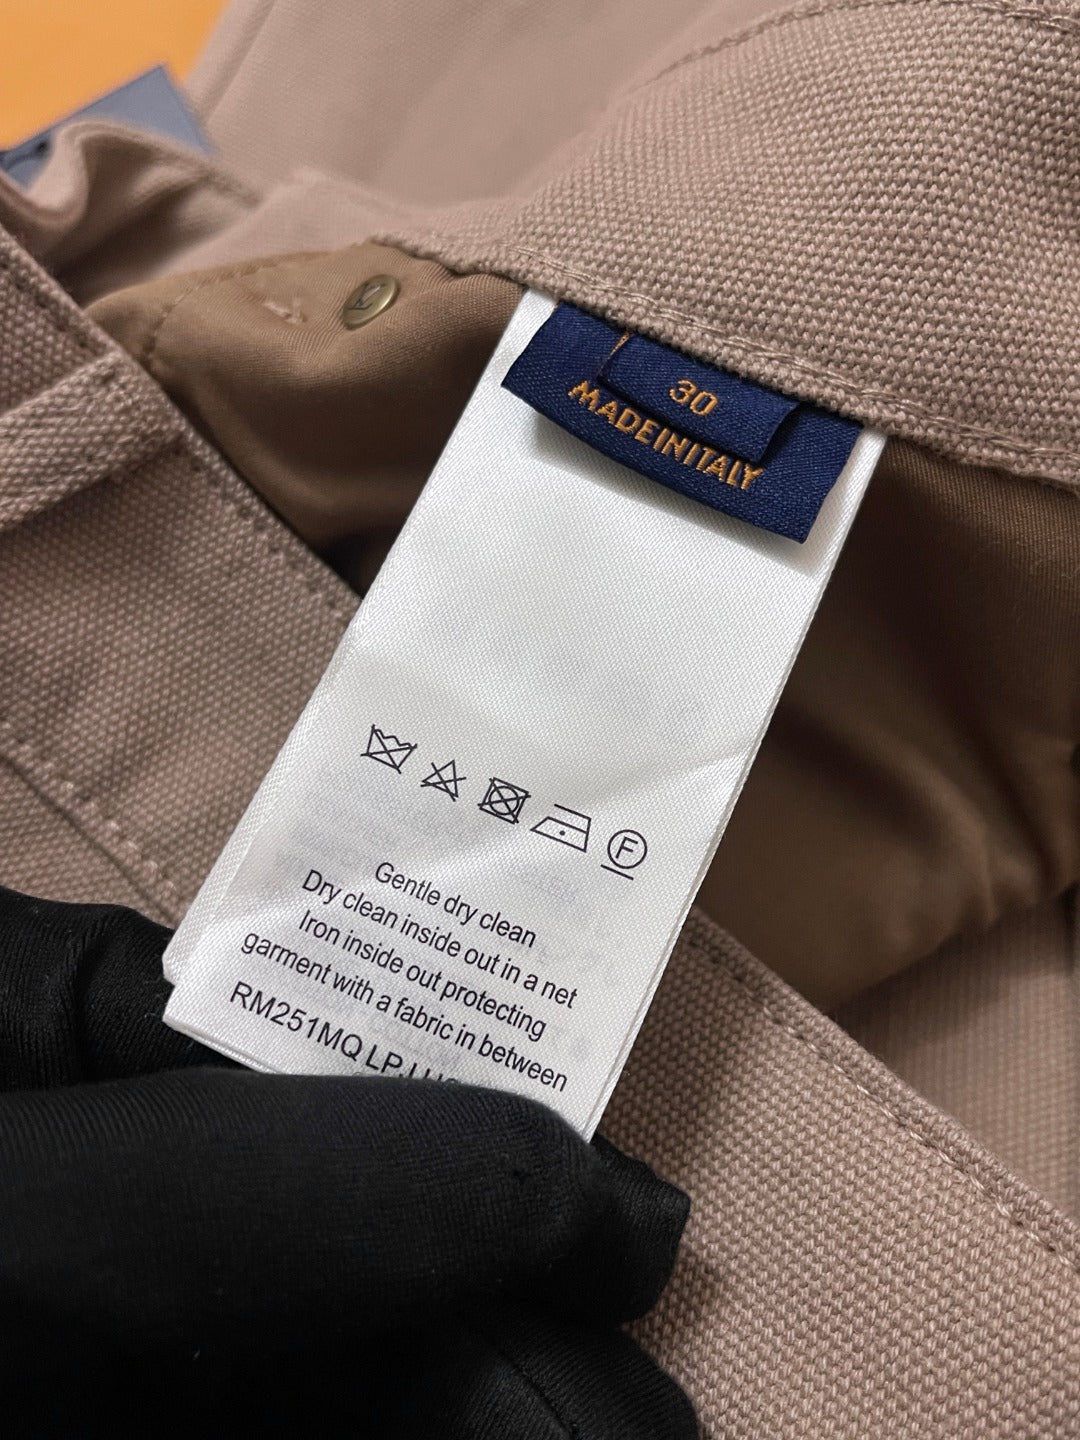 30
MADEINITALY
F
Gentle dry clean
Dry clean inside out in a net
Iron inside out protecting
garment with a fabric in between
RM251MQ